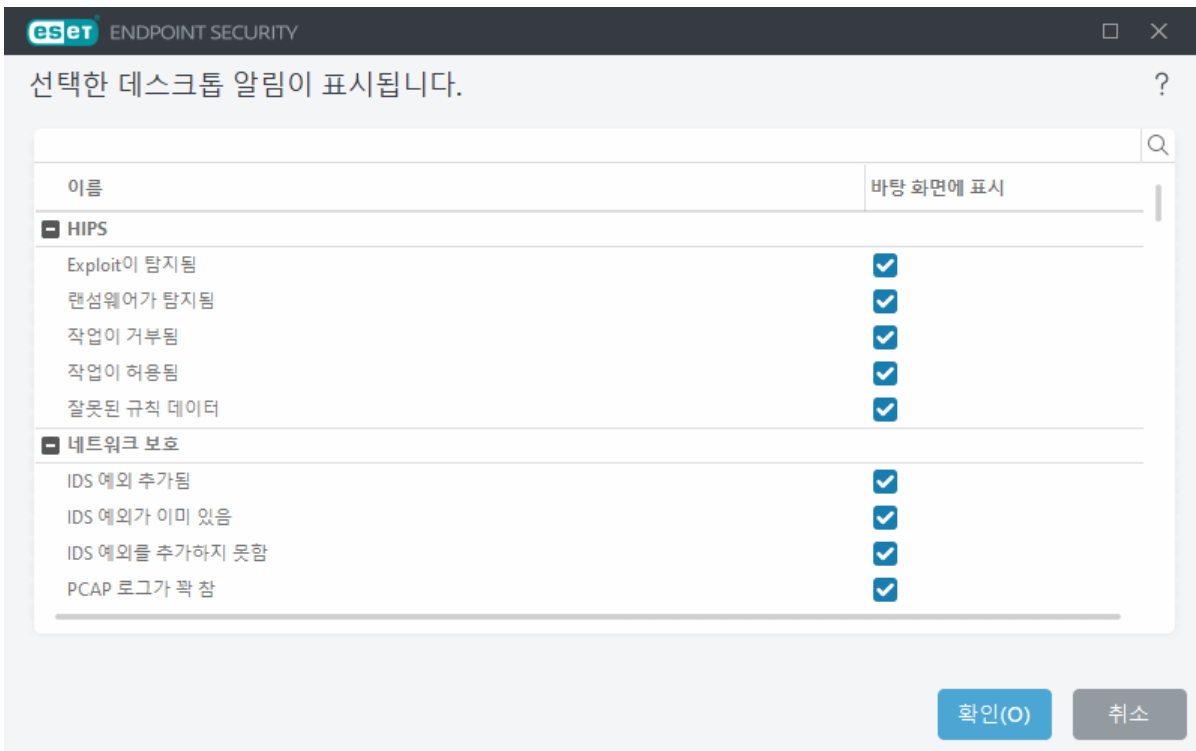 eseT ENDPOINT SECURITY
선택한 데스크톱 알림이 표시됩니다.
?
이름 바탕 화면에 표시
HIPS
Exploit이 탐지됨
랜섬웨어가 탐지됨
작업이 거부됨
작업이 허용됨
잘못된 규칙 데이터
네트워크 보호
IDS 예외 추가됨
IDS 예외가 이미 있음
IDS 예외를 추가하지 못함
PCAP 로그가 꽉 참
확인(O) 취소